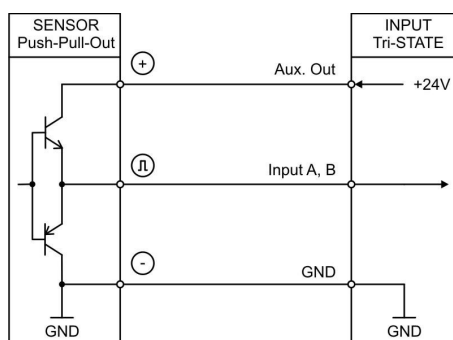 SENSOR
Push-Pull-Out
INPUT
Tri-STATE
+
Aux. Out
+24V
Input A, B
-
GND
GND
GND